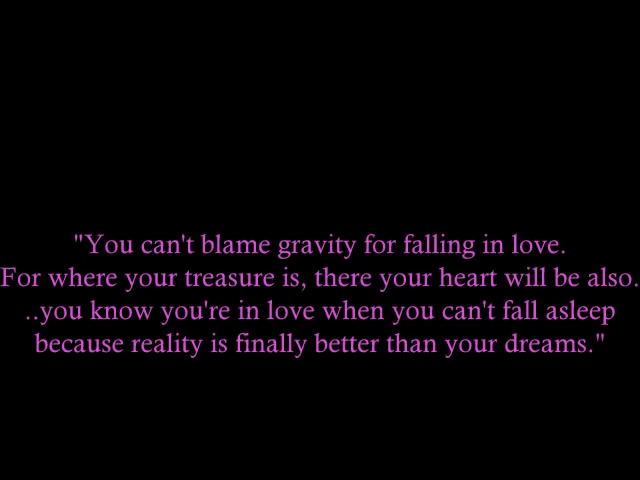 "You can't blame gravity for falling in love.
For where your treasure is, there your heart will be also.
..you know you're in love when you can't fall asleep
because reality is finally better than your dreams."